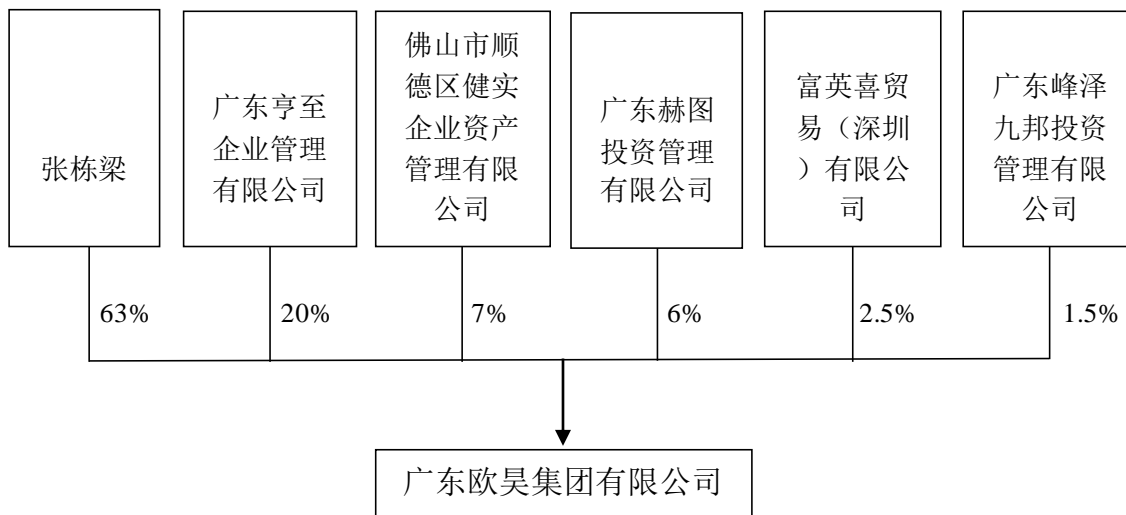 张栋梁
广东亨至
企业管理
有限公司
佛山市顺
德区健实
企业资产
管理有限
公司
广东赫图
投资管理
有限公司
富英喜贸
易（深圳
）有限公
司
广东峰泽
九邦投资
管理有限
公司
63%
20%
7%
6%
2.5%
1.5%
广东欧昊集团有限公司